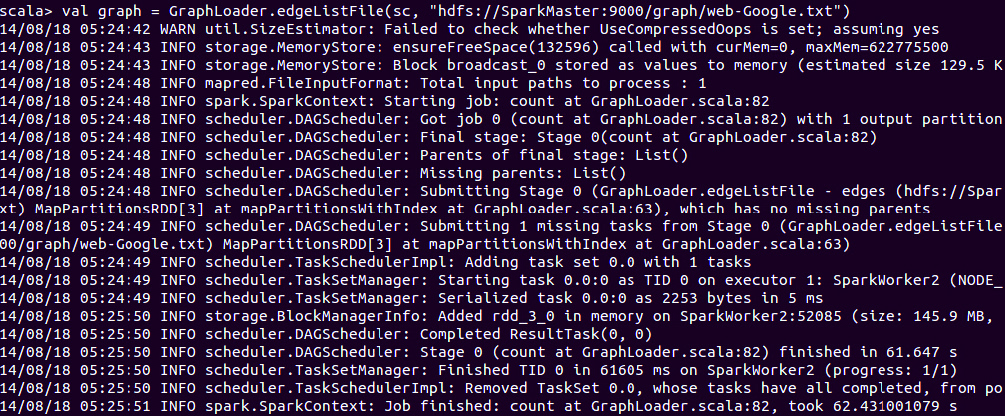 scala> val graph = GraphLoader.edgeListFile(sc, "hdfs://SparkMaster:9000/graph/web-Google.txt")
14/08/18 05:24:42 WARN util.SizeEstimator: Failed to check whether UseCompressedOops is set; assuming yes
14/08/18 05:24:43 INFO storage.MemoryStore: ensureFreeSpace(132596) called with curMem=0, maxMem=622775500
14/08/18 05:24:43 INFO storage.MemoryStore: Block broadcast_0 stored as values to memory (estimated size 129.5 K
14/08/18 05:24:48 INFO mapred.FileInputFormat: Total input paths to process : 1
14/08/18 05:24:48 INFO spark.SparkContext: Starting job: count at GraphLoader.scala:82
14/08/18 05:24:48 INFO scheduler.DAGScheduler: Got job 0 (count at GraphLoader.scala:82) with 1 output partition
14/08/18 05:24:48 INFO scheduler.DAGScheduler: Final stage: Stage 0(count at GraphLoader.scala:82)
14/08/18 05:24:48 INFO scheduler.DAGScheduler: Parents of final stage: List()
14/08/18 05:24:48 INFO scheduler.DAGScheduler: Missing parents: List()
14/08/18 05:24:48 INFO scheduler.DAGScheduler: Submitting Stage 0 (GraphLoader.edgeListFile - edges (hdfs://Spar
xt) MapPartitionsRDD[3] at mapPartitionsWithIndex at GraphLoader.scala:63), which has no missing parents
14/08/18 05:24:49 INFO scheduler.DAGScheduler: Submitting 1 missing tasks from Stage 0 (GraphLoader.edgeListFile
00/graph/web-Google.txt) MapPartitionsRDD[3] at mapPartitionsWithIndex at GraphLoader.scala:63)
14/08/18 05:24:49 INFO scheduler.TaskSchedulerImpl: Adding task set 0.0 with 1 tasks
14/08/18 05:24:49 INFO scheduler.TaskSetManager: Starting task 0.0:0 as TID 0 on executor 1: SparkWorker2 (NODE_
14/08/18 05:24:49 INFO scheduler.TaskSetManager: Serialized task 0.0:0 as 2253 bytes in 5 ms
14/08/18 05:25:50 INFO storage.BlockManagerInfo: Added rdd_3_0 in memory on SparkWorker2:52085 (size: 145.9 MB,
14/08/18 05:25:50 INFO scheduler.DAGScheduler: Completed ResultTask(0, 0)
14/08/18 05:25:50 INFO scheduler.DAGScheduler: Stage 0 (count at GraphLoader.scala:82) finished in 61.647 s
14/08/18 05:25:50 INFO scheduler.TaskSetManager: Finished TID 0 in 61605 ms on SparkWorker2 (progress: 1/1)
14/08/18 05:25:50 INFO scheduler.TaskSchedulerImpl: Removed TaskSet 0.0, whose tasks have all completed, from po
14/08/18 05:25:51 INFO spark.SparkContext: Job finished: count at GraphLoader.scala:82, took 62.431001079 s